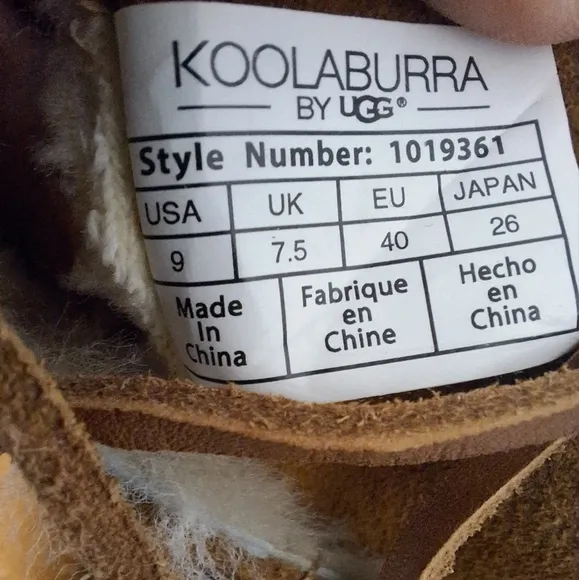 KOOLABURRA
BY UGG®
Style Number: 1019361
USA UK EU JAPAN
9 7.5 40 26
Made Fabrique Hecho
In en en
China Chine China